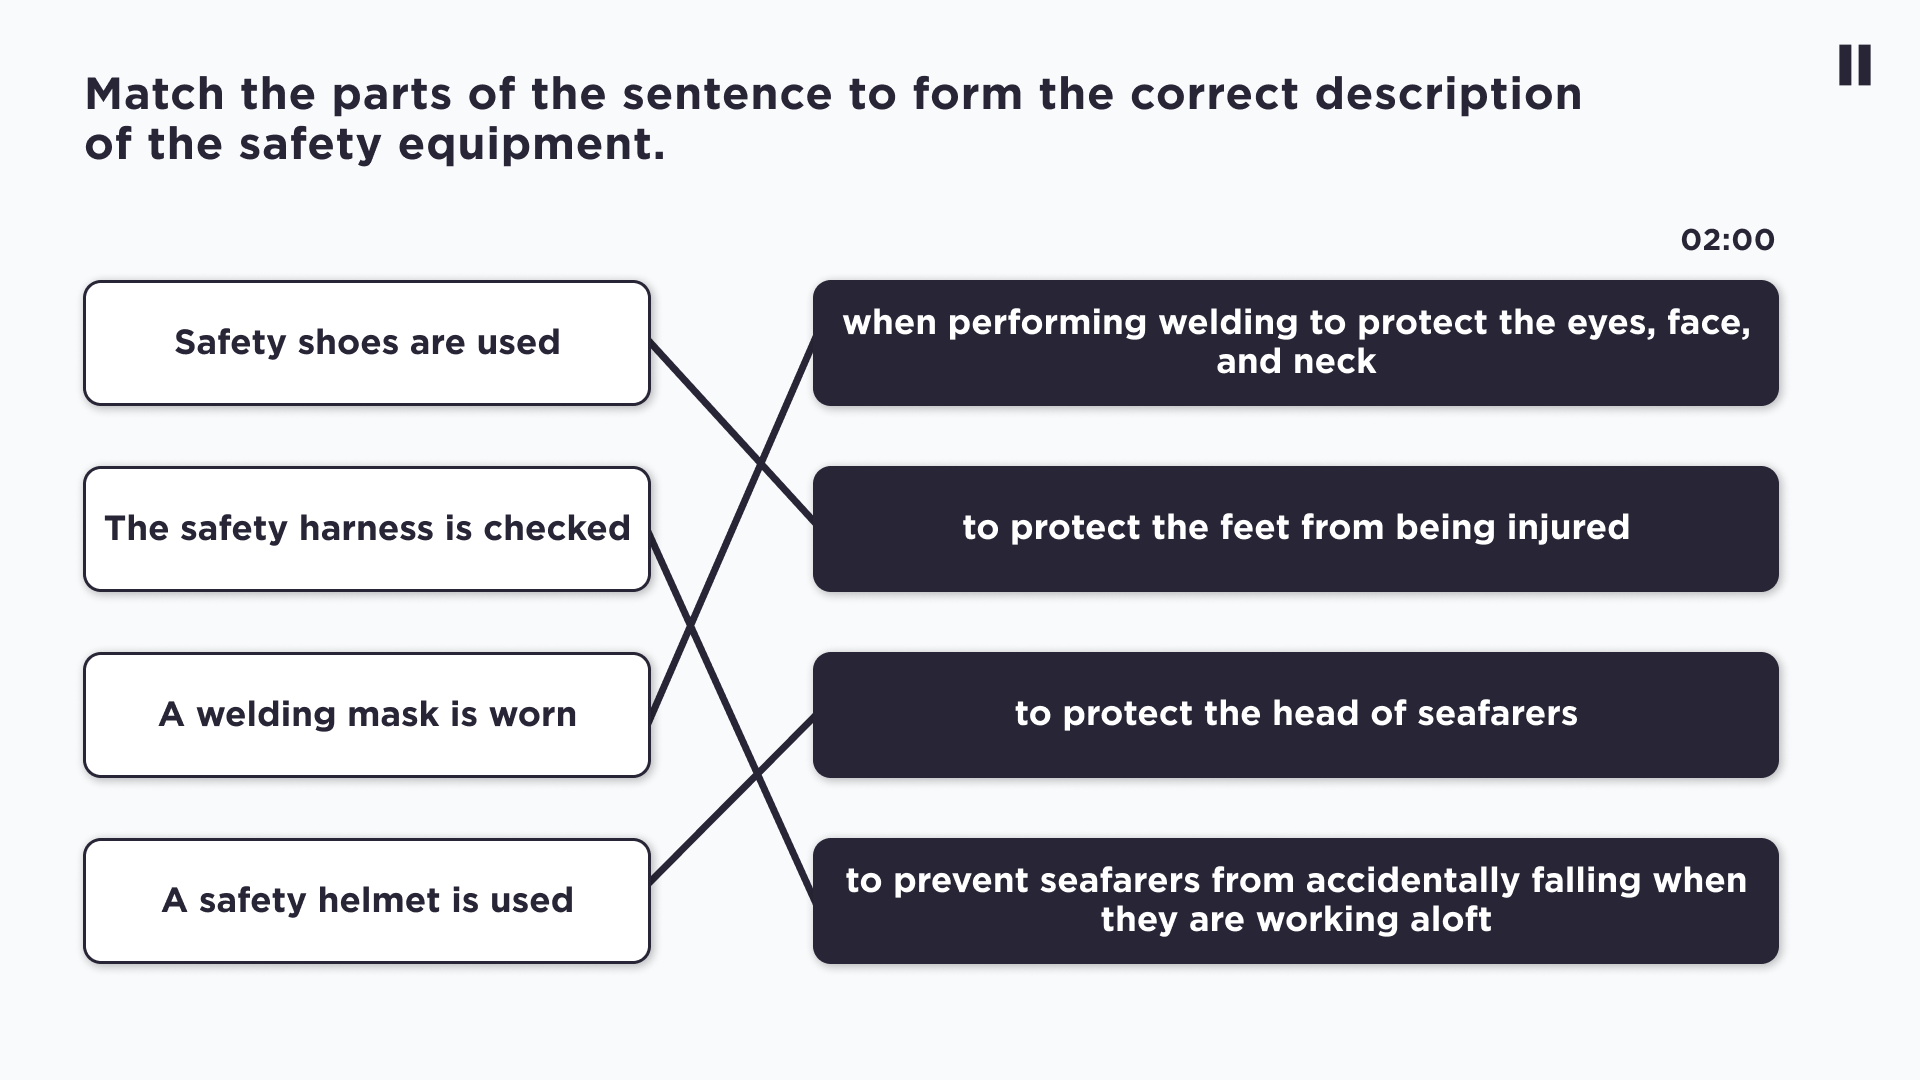 Match the parts of the sentence to form the correct description
of the safety equipment.
02:00
Safety shoes are used
when performing welding to protect the eyes, face,
and neck
The safety harness is checked
to protect the feet from being injured
A welding mask is worn
to protect the head of seafarers
A safety helmet is used
to prevent seafarers from accidentally falling when
they are working aloft